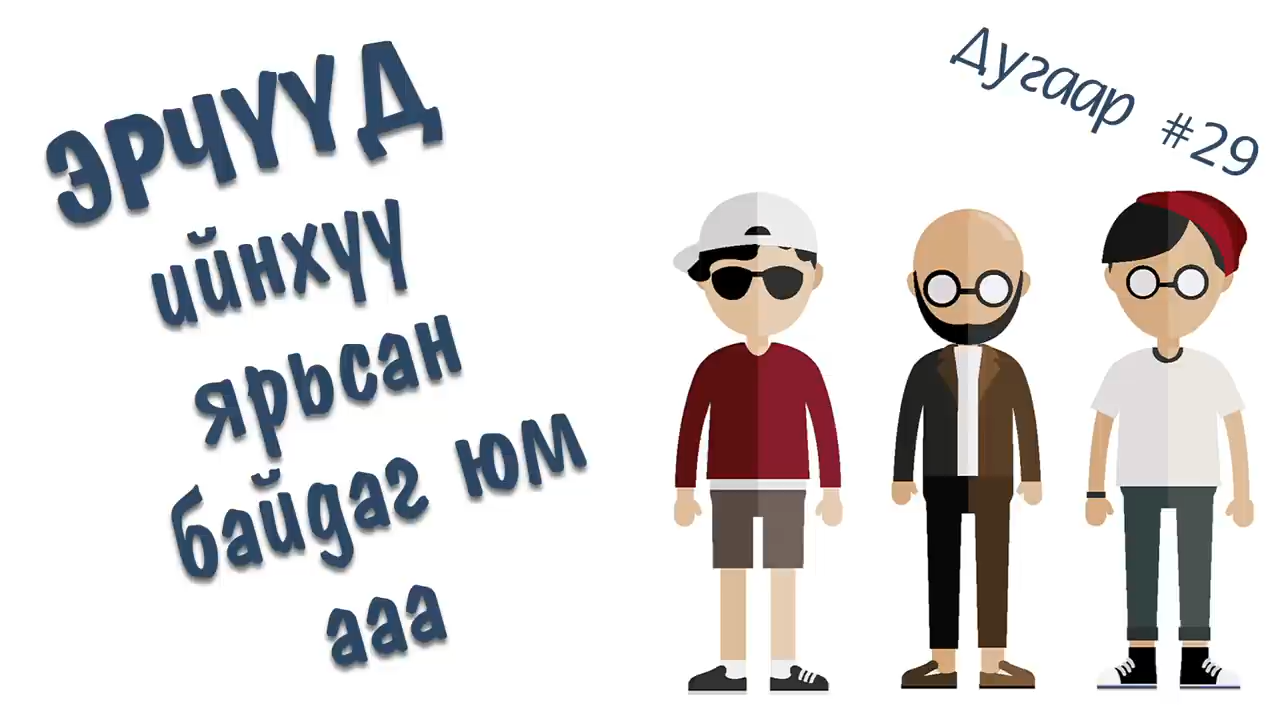 ЭРЧҮҮД
ийнхүү
ярьсан
байдаг юм
ааа
Дугаар #29